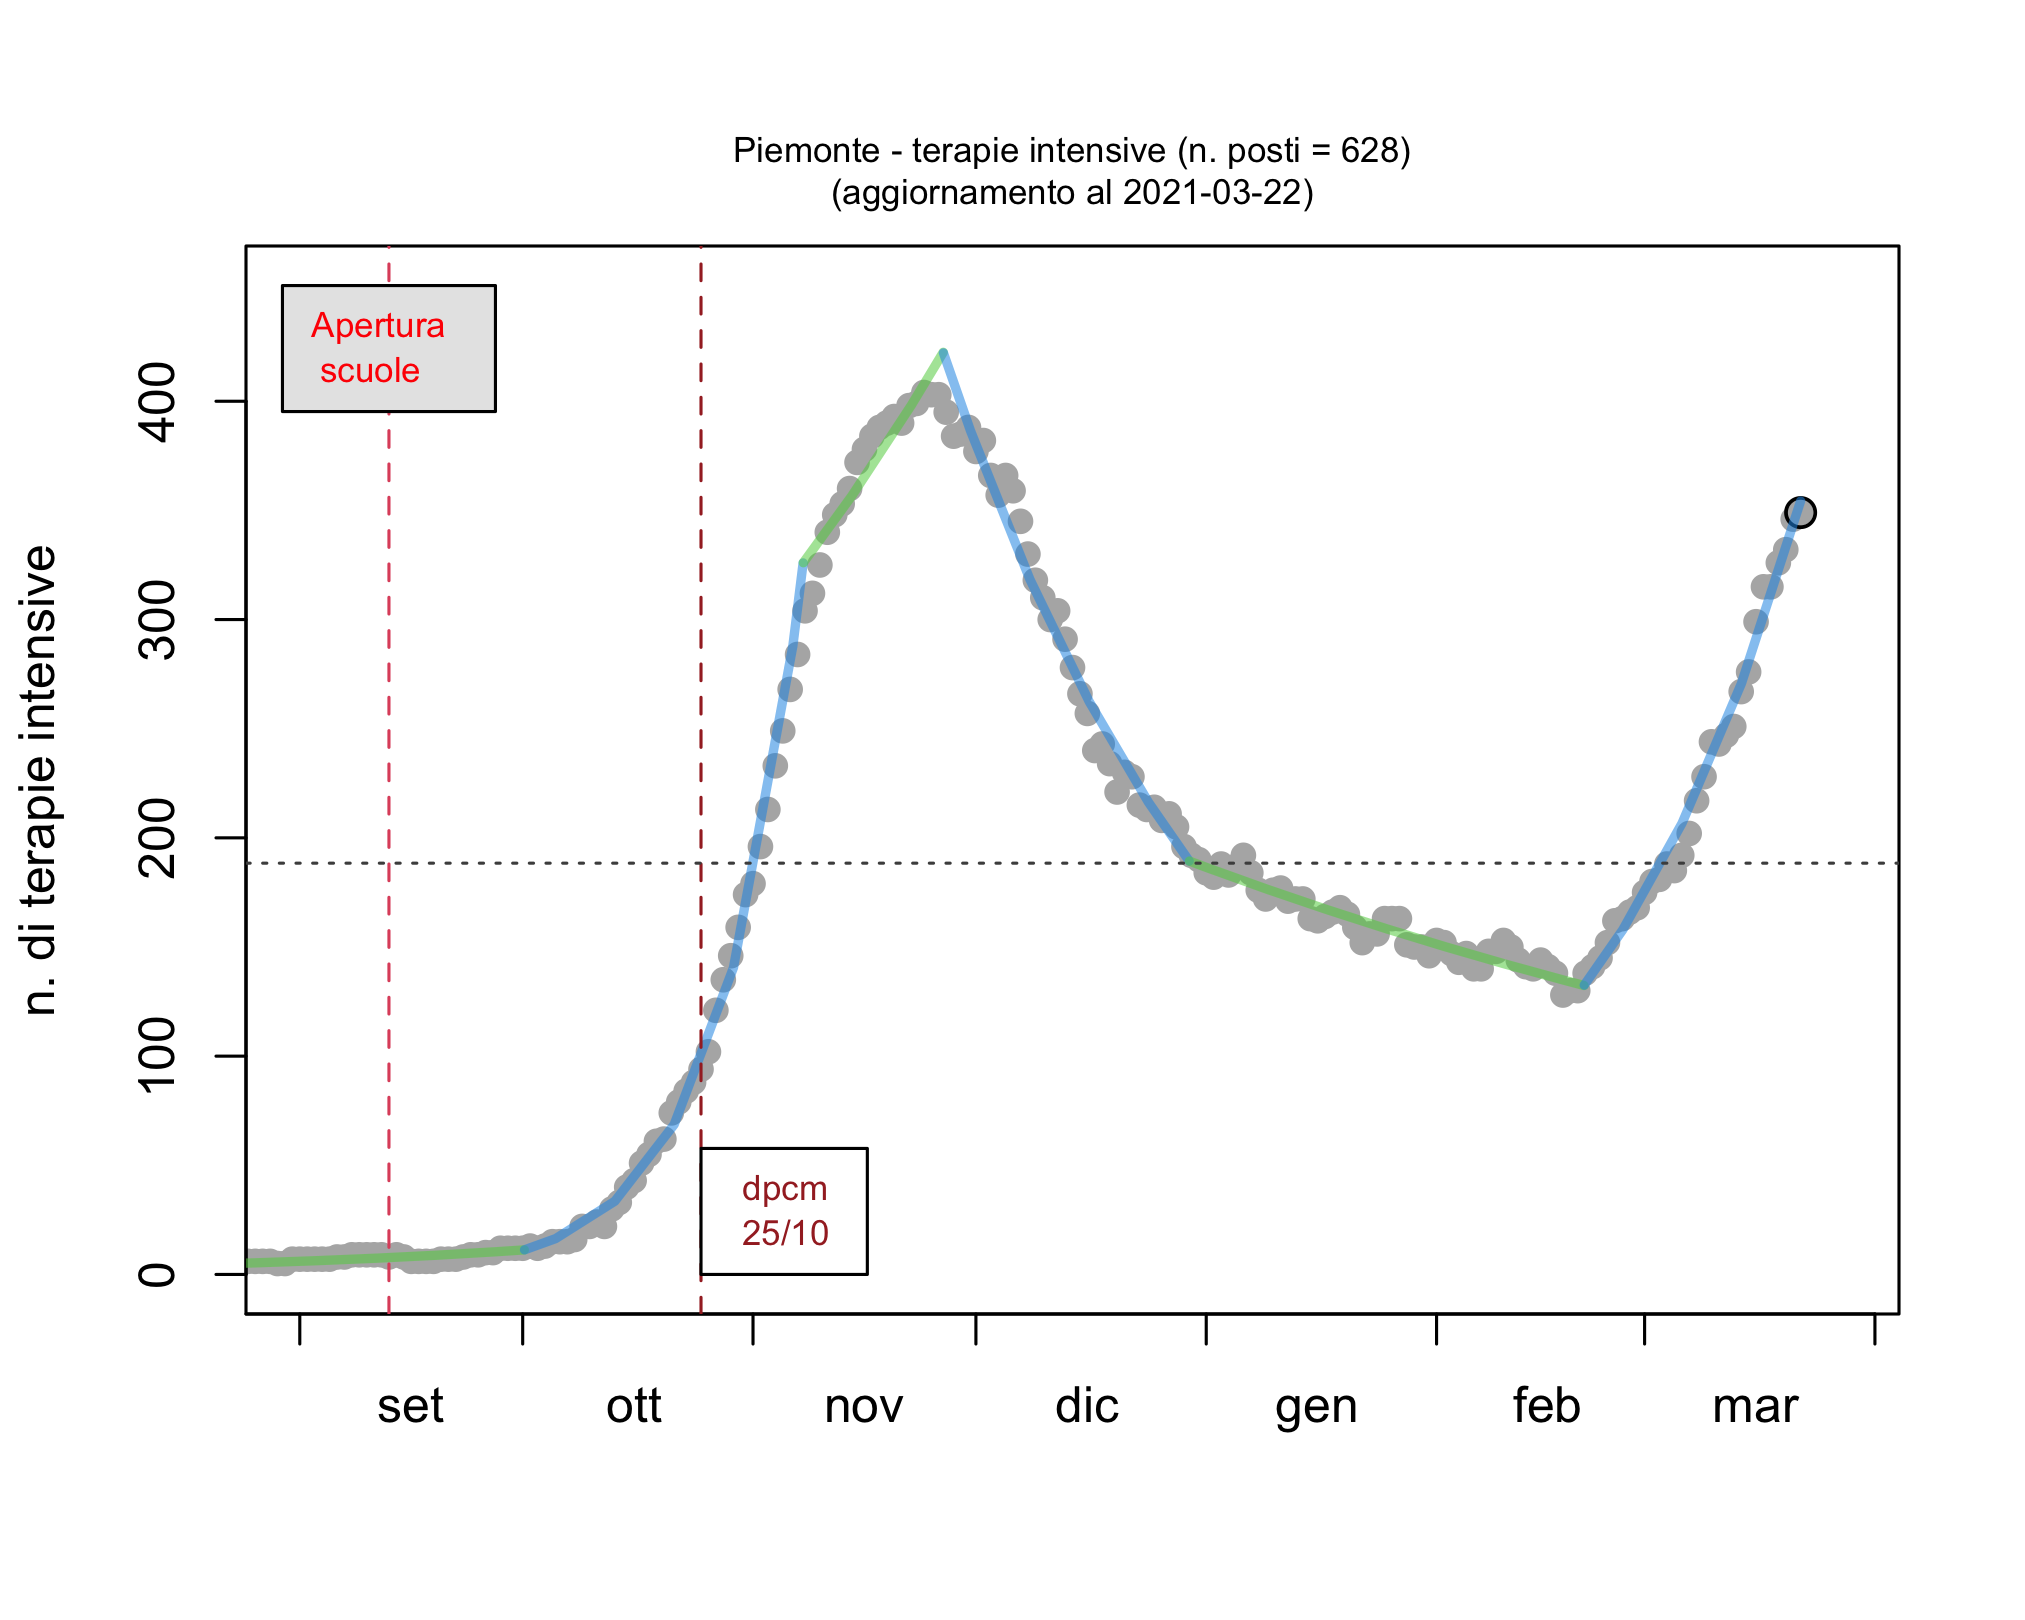 Piemonte - terapie intensive (n. posti = 628)
(aggiornamento al 2021-03-22)
Apertura
scuole
n. di terapie intensive
400
300
200
100
0
dpcm
25/10
set ott nov dic gen feb mar